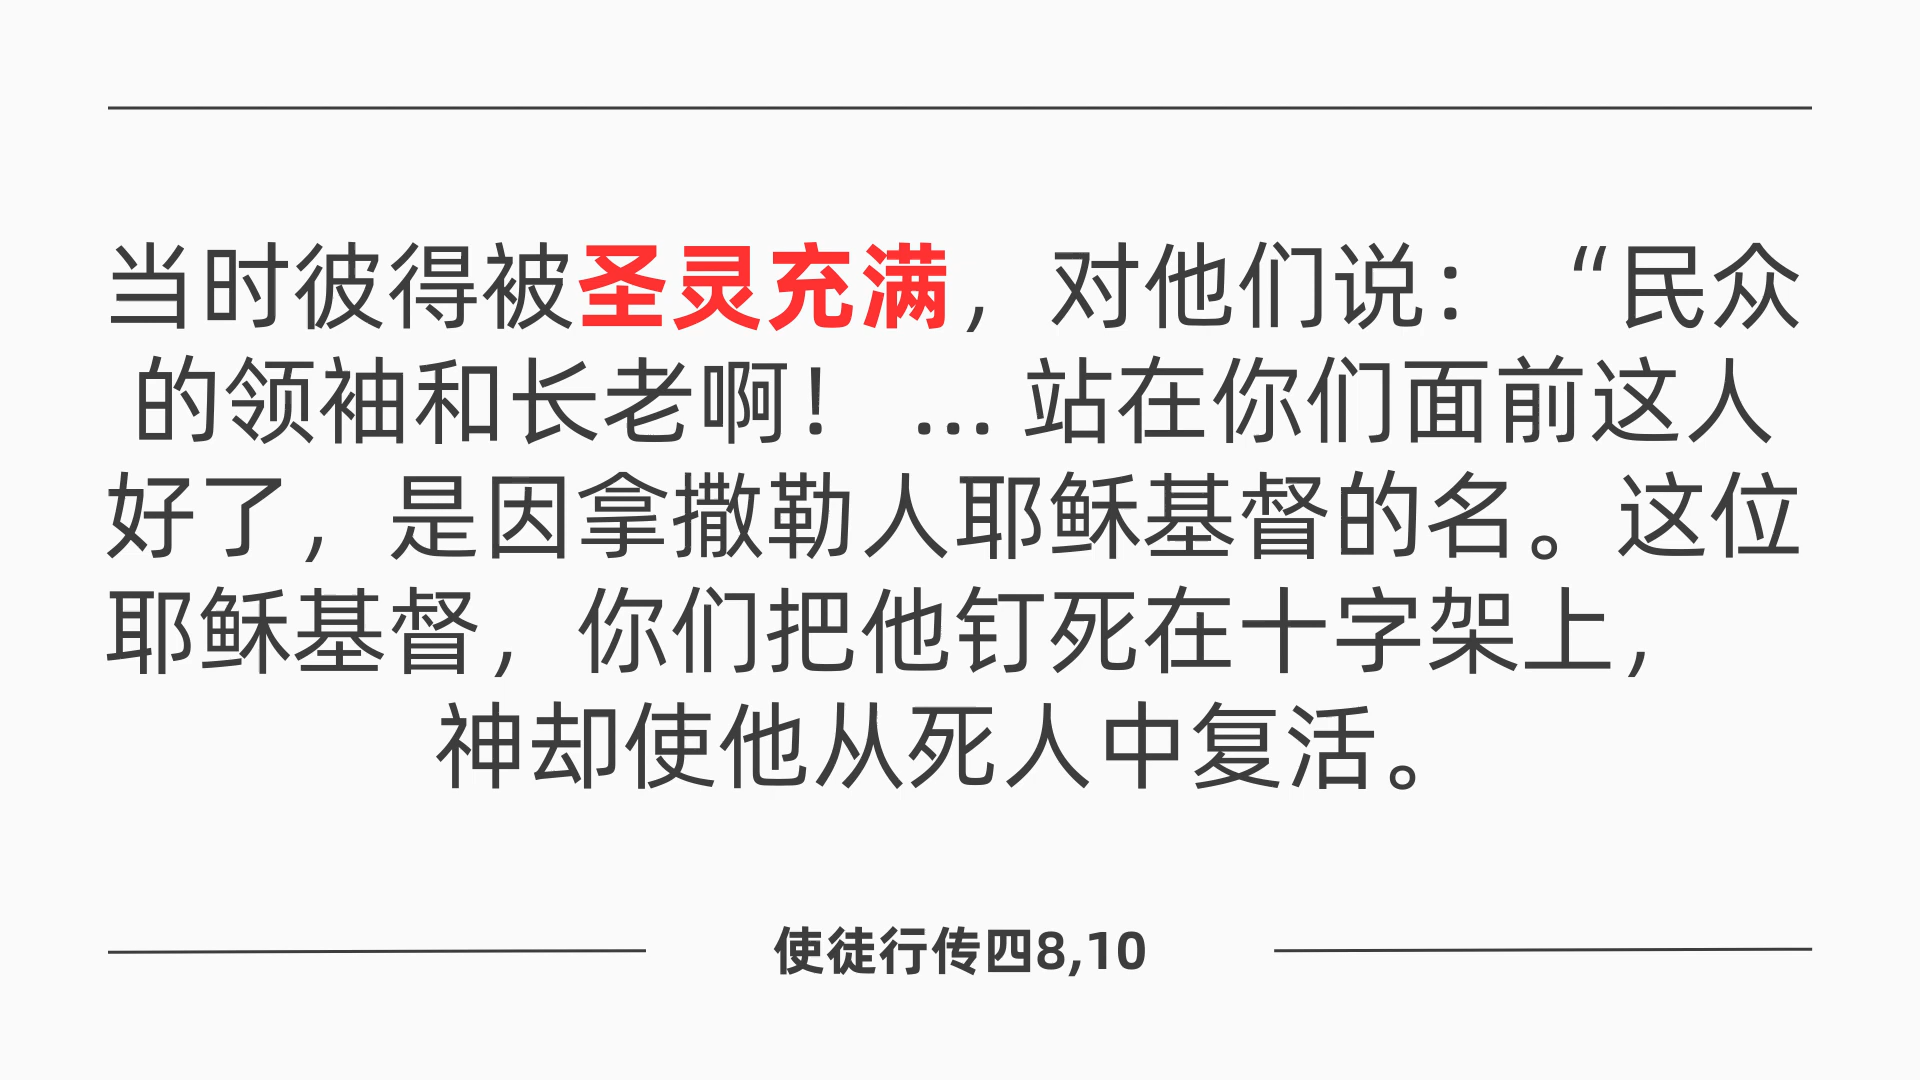 当时彼得被圣灵充满，对他们说：“民众
的领袖和长老啊！ ... 站在你们面前这人
好了，是因拿撒勒人耶稣基督的名。这位
耶稣基督，你们把他钉死在十字架上，
神却使他从死人中复活。
使徒行传四8,10